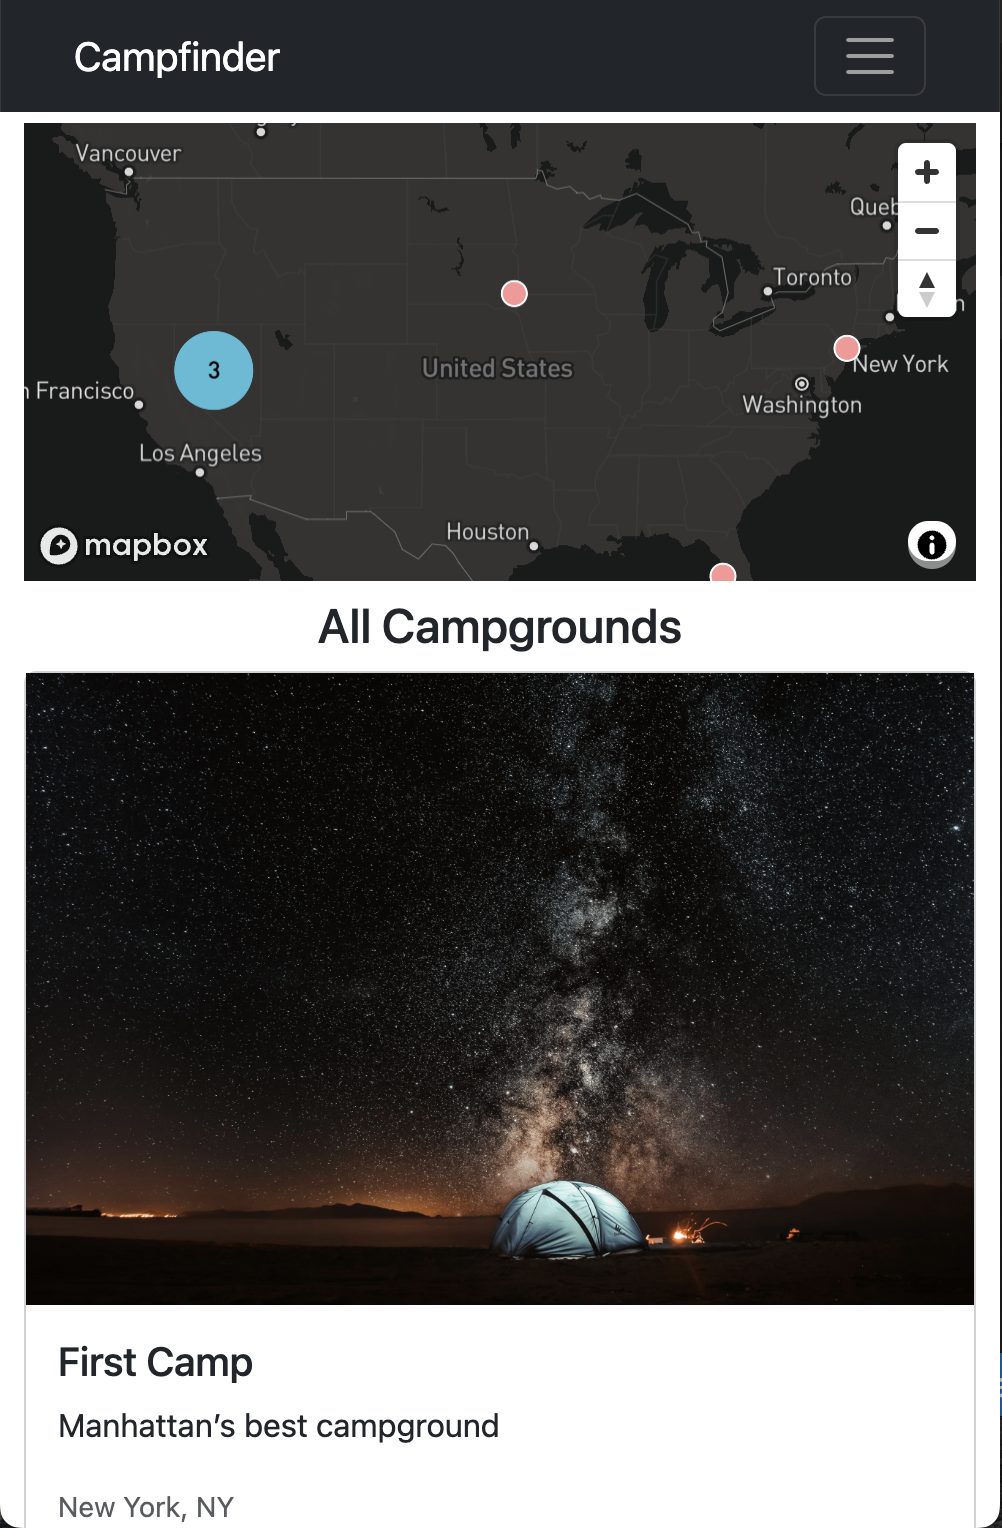 Campfinder
Vancouver
Toronto
3
United States
New York
Francisco
Washington
Los Angeles
Houston
mapbox
All Campgrounds
First Camp
Manhattan’s best campground
New York, NY